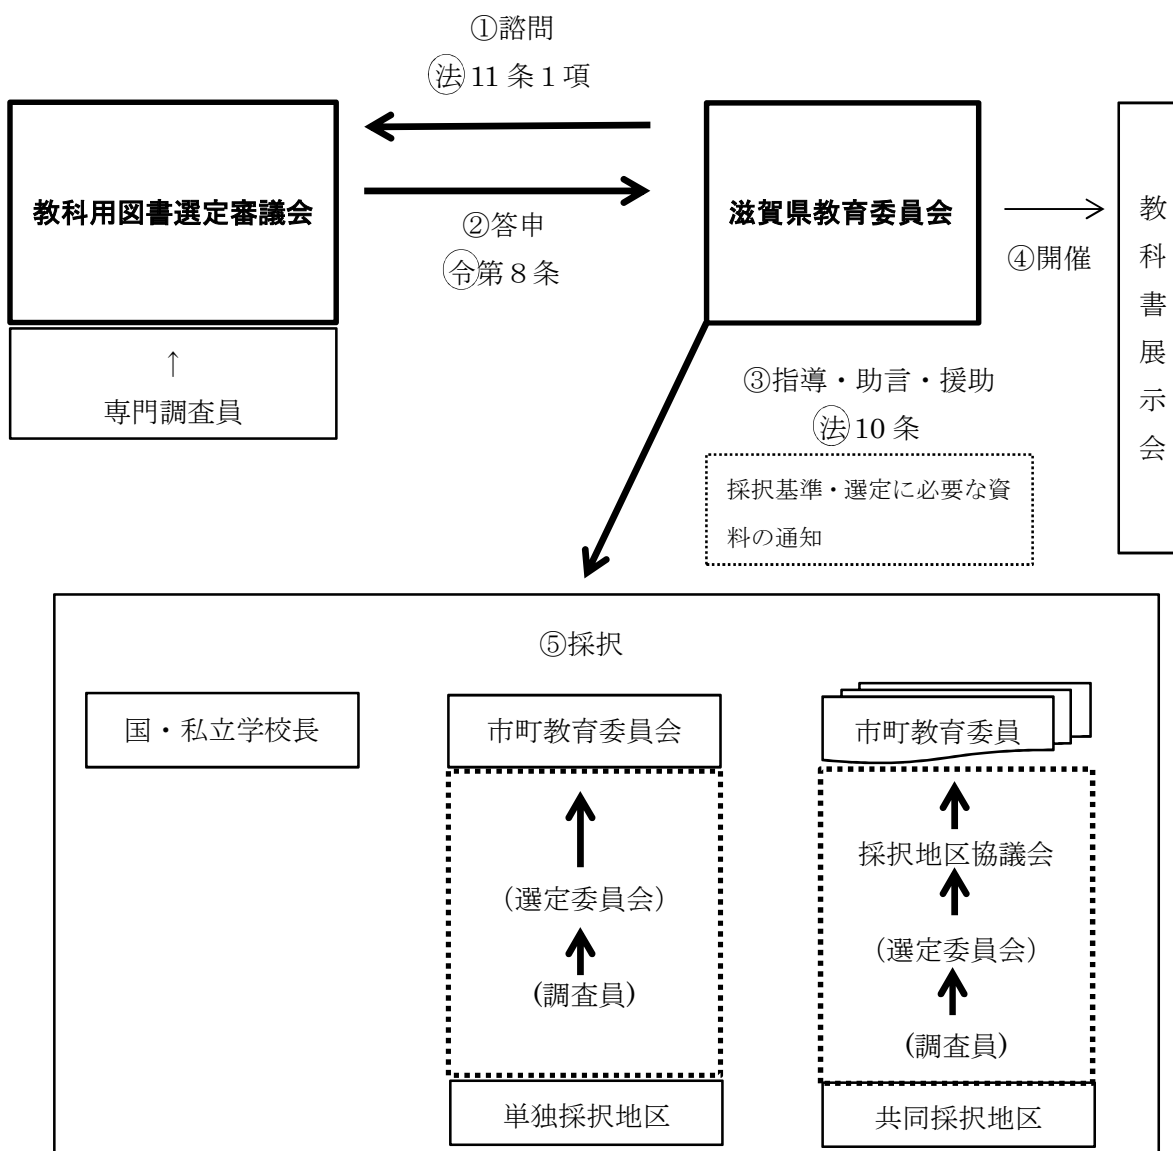 ①諮問
㊓11条1項
教科用図書選定審議会
滋賀県教育委員会
②答申
令第8条
④開催
教科書展示会
↑
専門調査員
③指導・助言・援助
法10条
採択基準・選定に必要な資
料の通知
⑤採択
国・私立学校長
市町教育委員会
市町教育委員
採択地区協議会
(選定委員会)
(選定委員会)
(調査員)
(調査員)
単独採択地区
共同採択地区